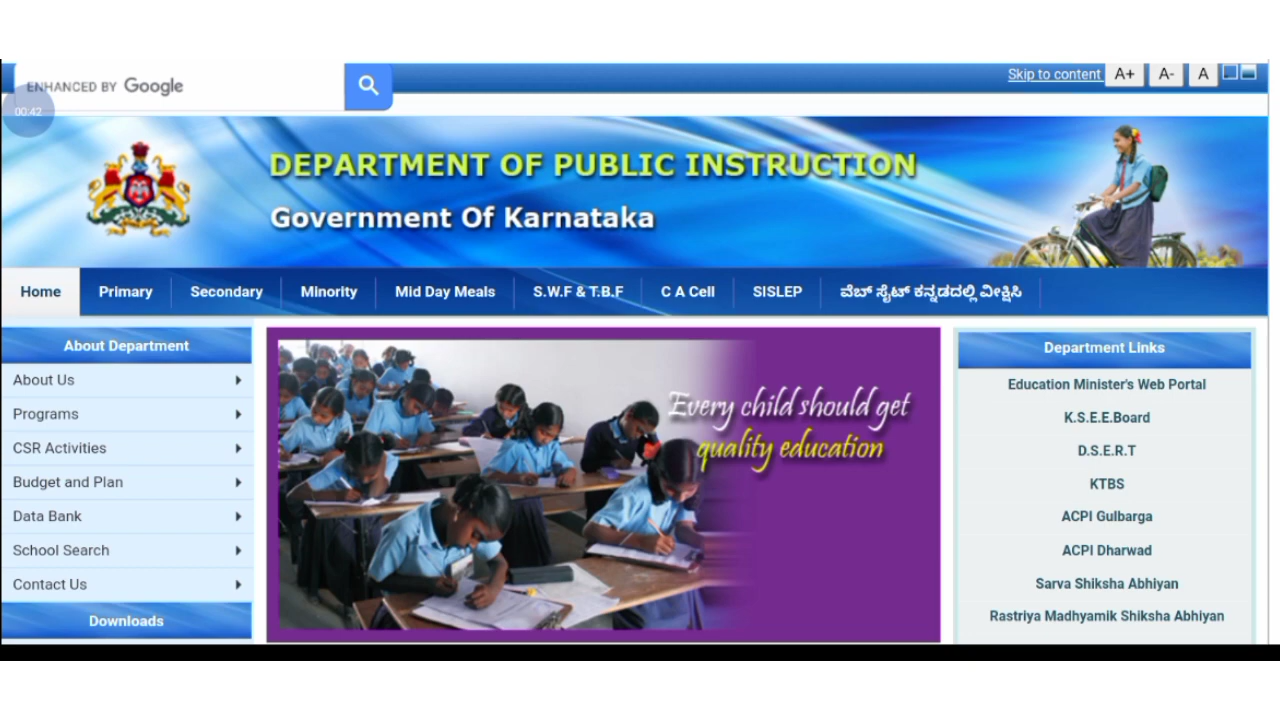 ENHANCED BY Google
Skip to content A+ A- A
00:42
DEPARTMENT OF PUBLIC INSTRUCTION
Government Of Karnataka
Home Primary Secondary Minority Mid Day Meals S.W.F & T.B.F C A Cell SISLEP ವೆಬ್ ಸೈಟ್ ಕನ್ನಡದಲ್ಲಿ ವೀಕ್ಷಿಸಿ
About Department
About Us
Programs
CSR Activities
Budget and Plan
Data Bank
School Search
Contact Us
Downloads
Every child should get
quality education
Department Links
Education Minister's Web Portal
K.S.E.E.Board
D.S.E.R.T
KTBS
ACPI Gulbarga
ACPI Dharwad
Sarva Shiksha Abhiyan
Rastriya Madhyamik Shiksha Abhiyan